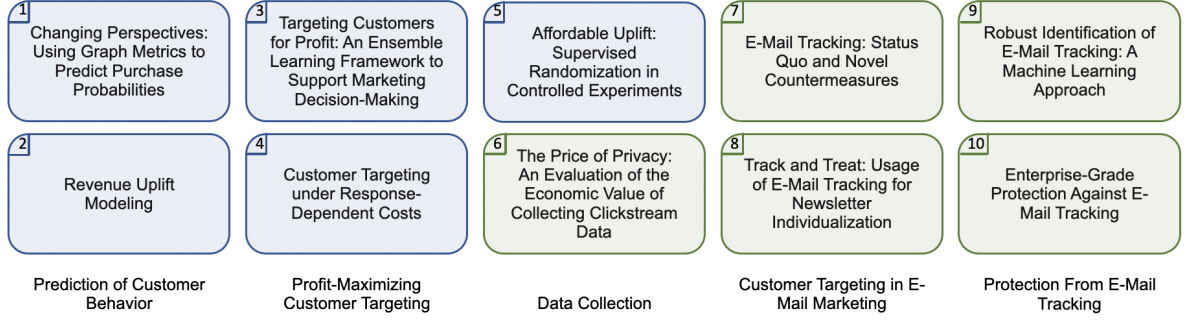 1
Changing Perspectives:
Using Graph Metrics to
Predict Purchase
Probabilities
3
Targeting Customers
for Profit: An Ensemble
Learning Framework to
Support Marketing
Decision-Making
5
Affordable Uplift:
Supervised
Randomization in
Controlled Experiments
7
E-Mail Tracking: Status
Quo and Novel
Countermeasures
9
Robust Identification of
E-Mail Tracking: A
Machine Learning
Approach
2
Revenue Uplift
Modeling
4
Customer Targeting
under Response-
Dependent Costs
6
The Price of Privacy:
An Evaluation of the
Economic Value of
Collecting Clickstream
Data
8
Track and Treat: Usage
of E-Mail Tracking for
Newsletter
Individualization
10
Enterprise-Grade
Protection Against E-
Mail Tracking
Prediction of Customer
Behavior
Profit-Maximizing
Customer Targeting
Data Collection
Customer Targeting in E-
Mail Marketing
Protection From E-Mail
Tracking